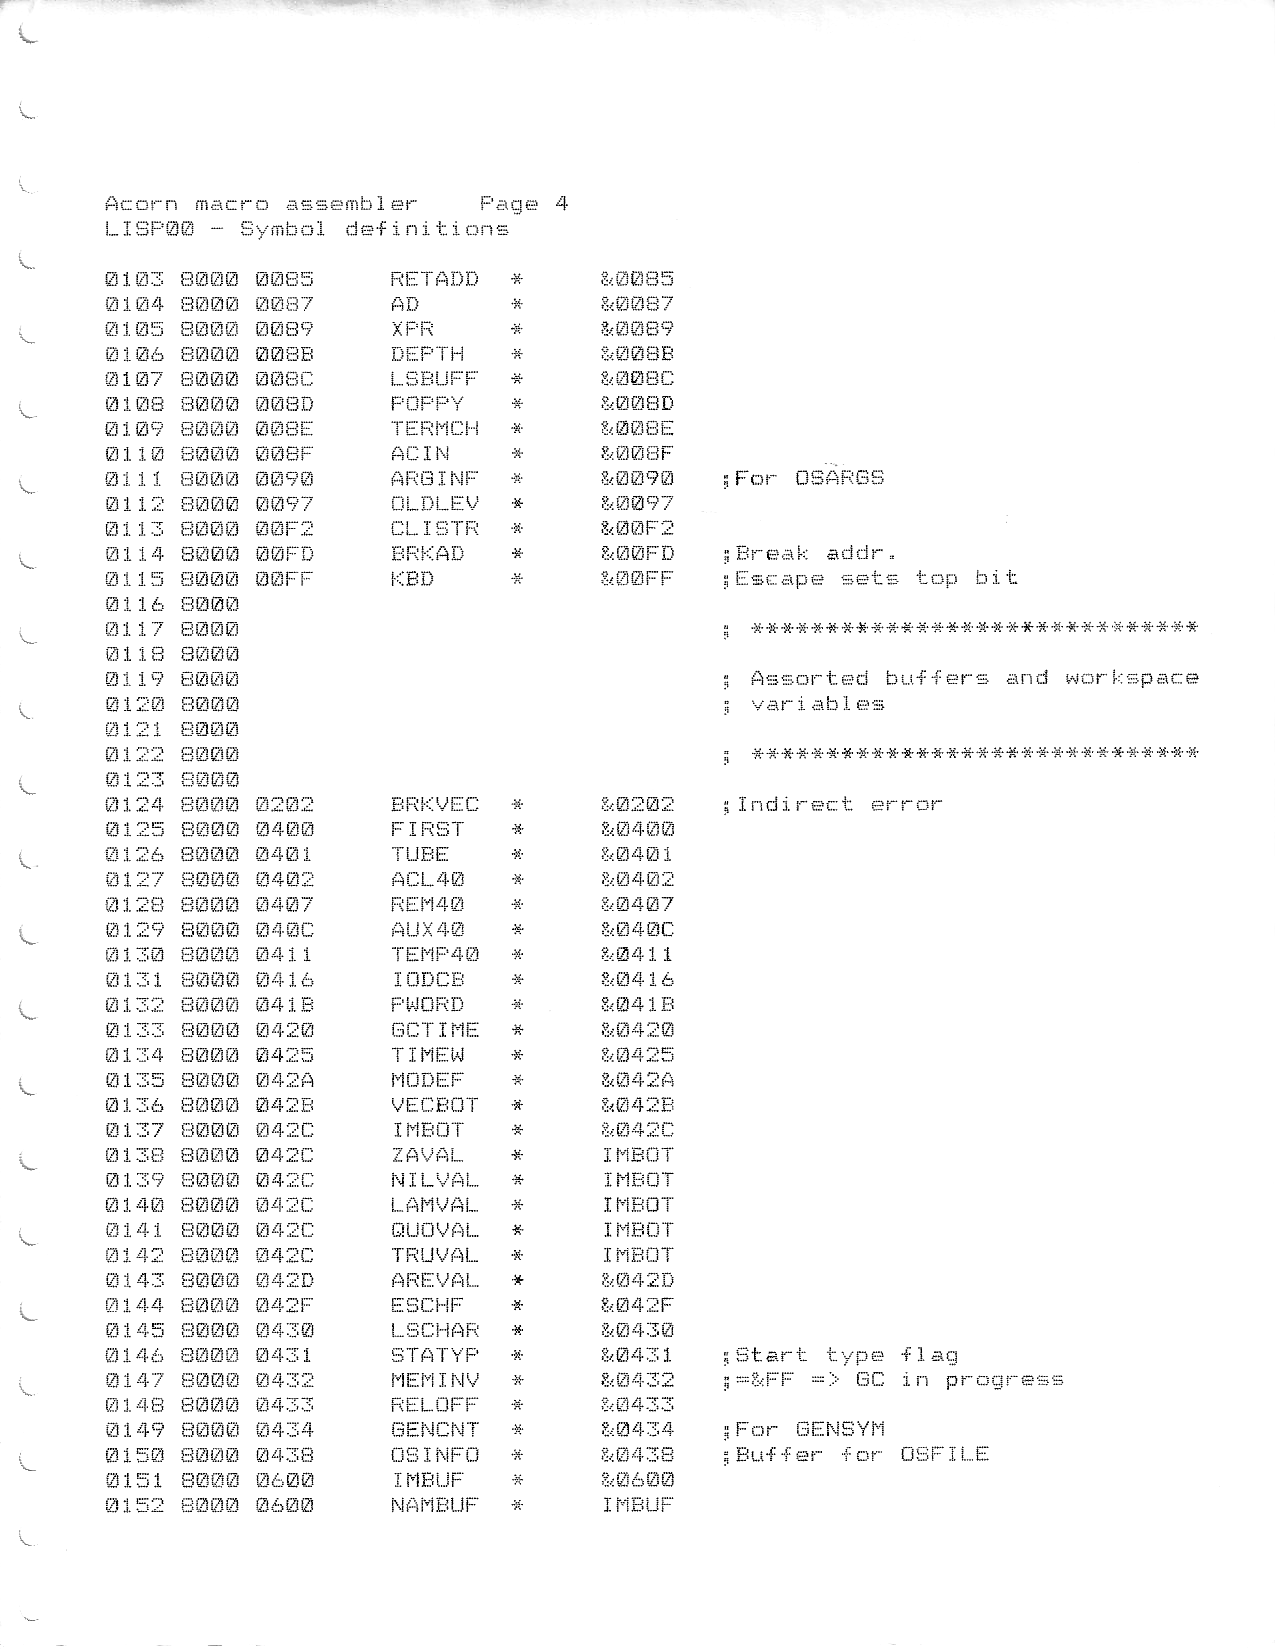 Acorn macro assembler    Page 4
LISP00 - Symbol definitions
0103 8000 0085     RETADD  *     &0085
0104 8000 0087     AD      *     &0087
0105 8000 0089     XPR     *     &0089
0106 8000 008B     DEPTH   *     &008B
0107 8000 008C     LSBUFF  *     &008C
0108 8000 008D     POPPY   *     &008D
0109 8000 008E     TERMCH  *     &008E
0110 8000 008F     ACIN    *     &008F
0111 8000 0090     ARGINF  *     &0090   ;For OSARGS
0112 8000 0097     OLDLEV  *     &0097
0113 8000 00F2     CLISTR  *     &00F2
0114 8000 00FD     BRKAD   *     &00FD   ;Break addr.
0115 8000 00FF     KBD     *     &00FF   ;Escape sets top bit
0116 8000
0117 8000                                ; ******************************
0118 8000
0119 8000                                ; Assorted buffers and workspace
0120 8000                                ; variables
0121 8000
0122 8000                                ; ******************************
0123 8000
0124 8000 0202     BRKVEC  *     &0202   ;Indirect error
0125 8000 0400     FIRST   *     &0400
0126 8000 0401     TUBE    *     &0401
0127 8000 0402     ACL40   *     &0402
0128 8000 0407     REM40   *     &0407
0129 8000 040C     AUX40   *     &040C
0130 8000 0411     TEMP40  *     &0411
0131 8000 0416     IODCB   *     &0416
0132 8000 041B     PWORD   *     &041B
0133 8000 0420     GCTIME  *     &0420
0134 8000 0425     TIMEW   *     &0425
0135 8000 042A     MODEF   *     &042A
0136 8000 042B     VECBOT  *     &042B
0137 8000 042C     IMBOT   *     &042C
0138 8000 042C     ZAVAL   *     IMBOT
0139 8000 042C     NILVAL  *     IMBOT
0140 8000 042C     LAMVAL  *     IMBOT
0141 8000 042C     QUOVAL  *     IMBOT
0142 8000 042C     TRUVAL  *     IMBOT
0143 8000 042D     AREVAL  *     &042D
0144 8000 042F     ESCHF   *     &042F
0145 8000 0430     LSCHAR  *     &0430
0146 8000 0431     STATYP  *     &0431   ;Start type flag
0147 8000 0432     MEMINV  *     &0432   ;=&FF => GC in progress
0148 8000 0433     RELOFF  *     &0433
0149 8000 0434     GENCNT  *     &0434   ;For GENSYM
0150 8000 0438     OSINFO  *     &0438   ;Buffer for OSFILE
0151 8000 0600     IMBUF   *     &0600
0152 8000 0600     NAMBUF  *     IMBUF